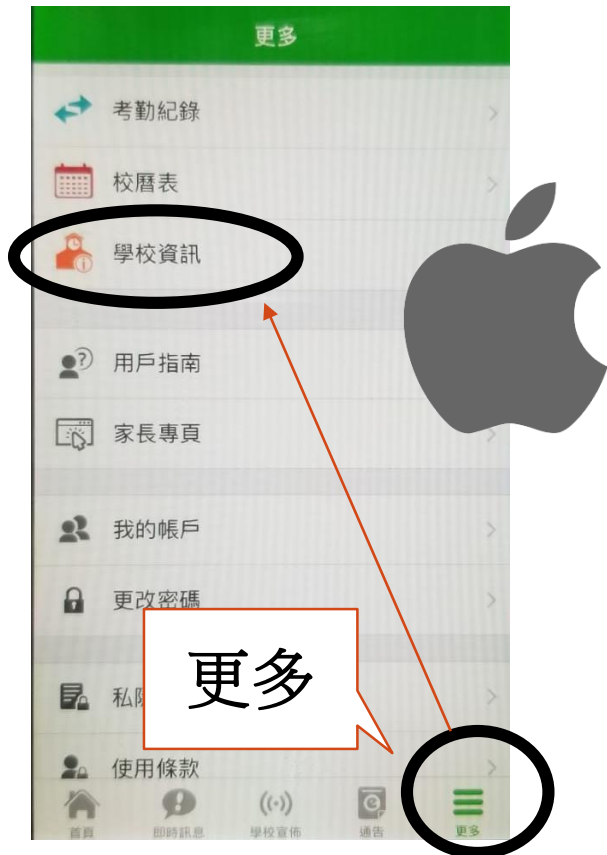 更多
考勤紀錄
校曆表
學校資訊
用戶指南
家長專頁
我的帳戶
更改密碼
更多
私隱
使用條款
首頁 即時訊息 學校宣佈 通告 更多